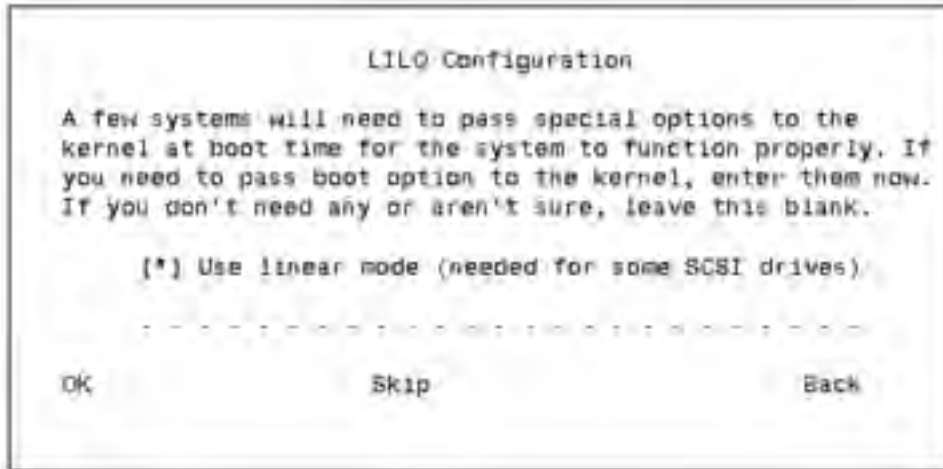 LILO Configuration
A few systems will need to pass special options to the
kernel at boot time for the system to function properly. If
you need to pass boot option to the kernel, enter them now.
If you don't need any or aren't sure, leave this blank.
[*] Use linear mode (needed for some SCSI drives)
OK Skip Back